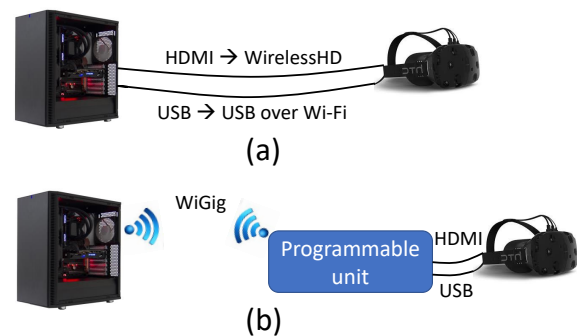 HDMI → WirelessHD
USB → USB over Wi-Fi
(a)
WiGig
Programmable
unit
HDMI
USB
(b)